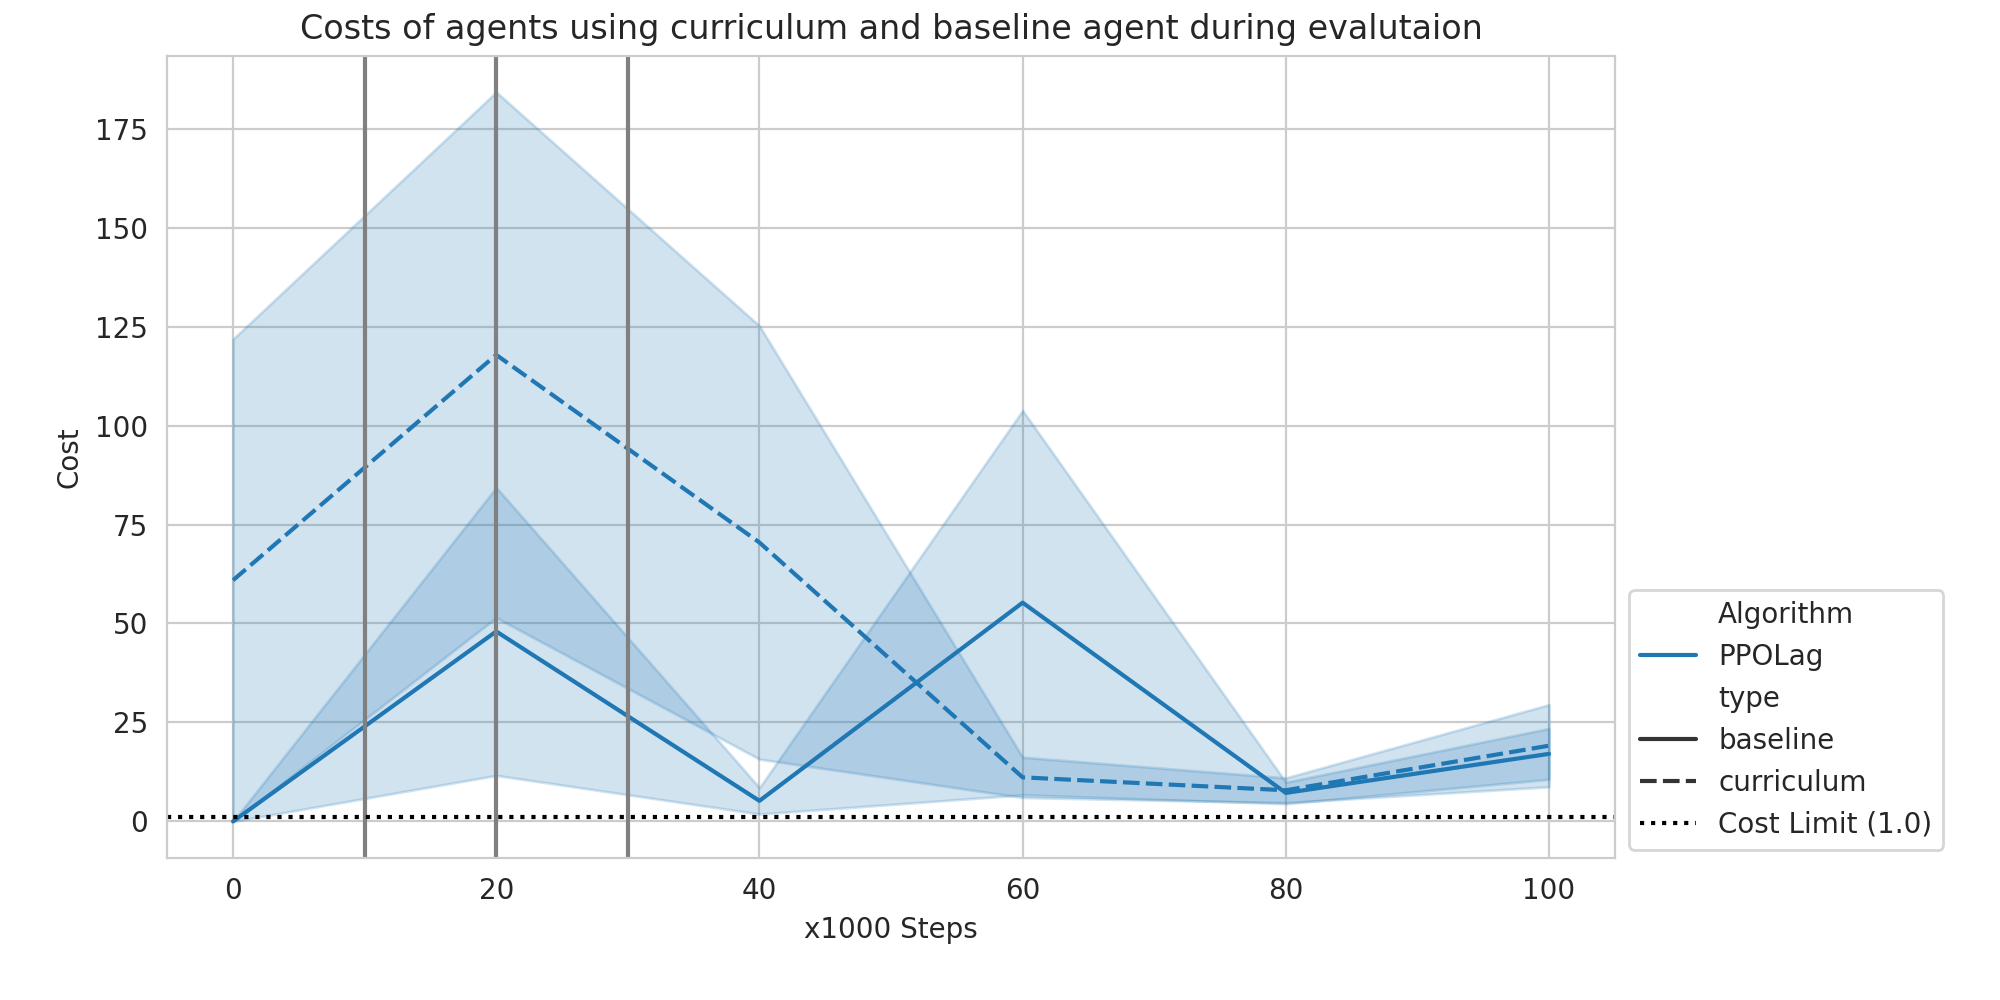 Costs of agents using curriculum and baseline agent during evalutaion
Cost
175
150
125
100
75
50
25
0
0 20 40 60 80 100
x1000 Steps
Algorithm
PPOLag
type
baseline
curriculum
Cost Limit (1.0)